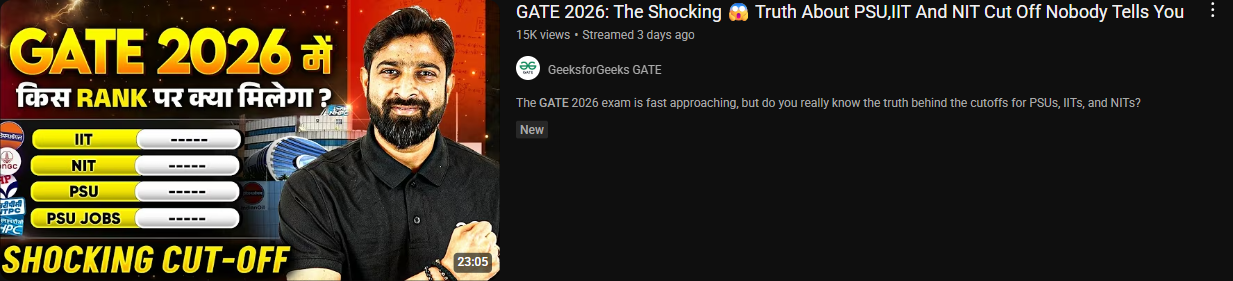 GATE 2026 में
किस RANK पर क्या मिलेगा ?
IIT -----
NIT -----
PSU -----
PSU JOBS -----
SHOCKING CUT-OFF
23:05
GATE 2026: The Shocking 😱 Truth About PSU,IIT And NIT Cut Off Nobody Tells You
15K views • Streamed 3 days ago
GATE
GeeksforGeeks GATE
The GATE 2026 exam is fast approaching, but do you really know the truth behind the cutoffs for PSUs, IITs, and NITs?
New